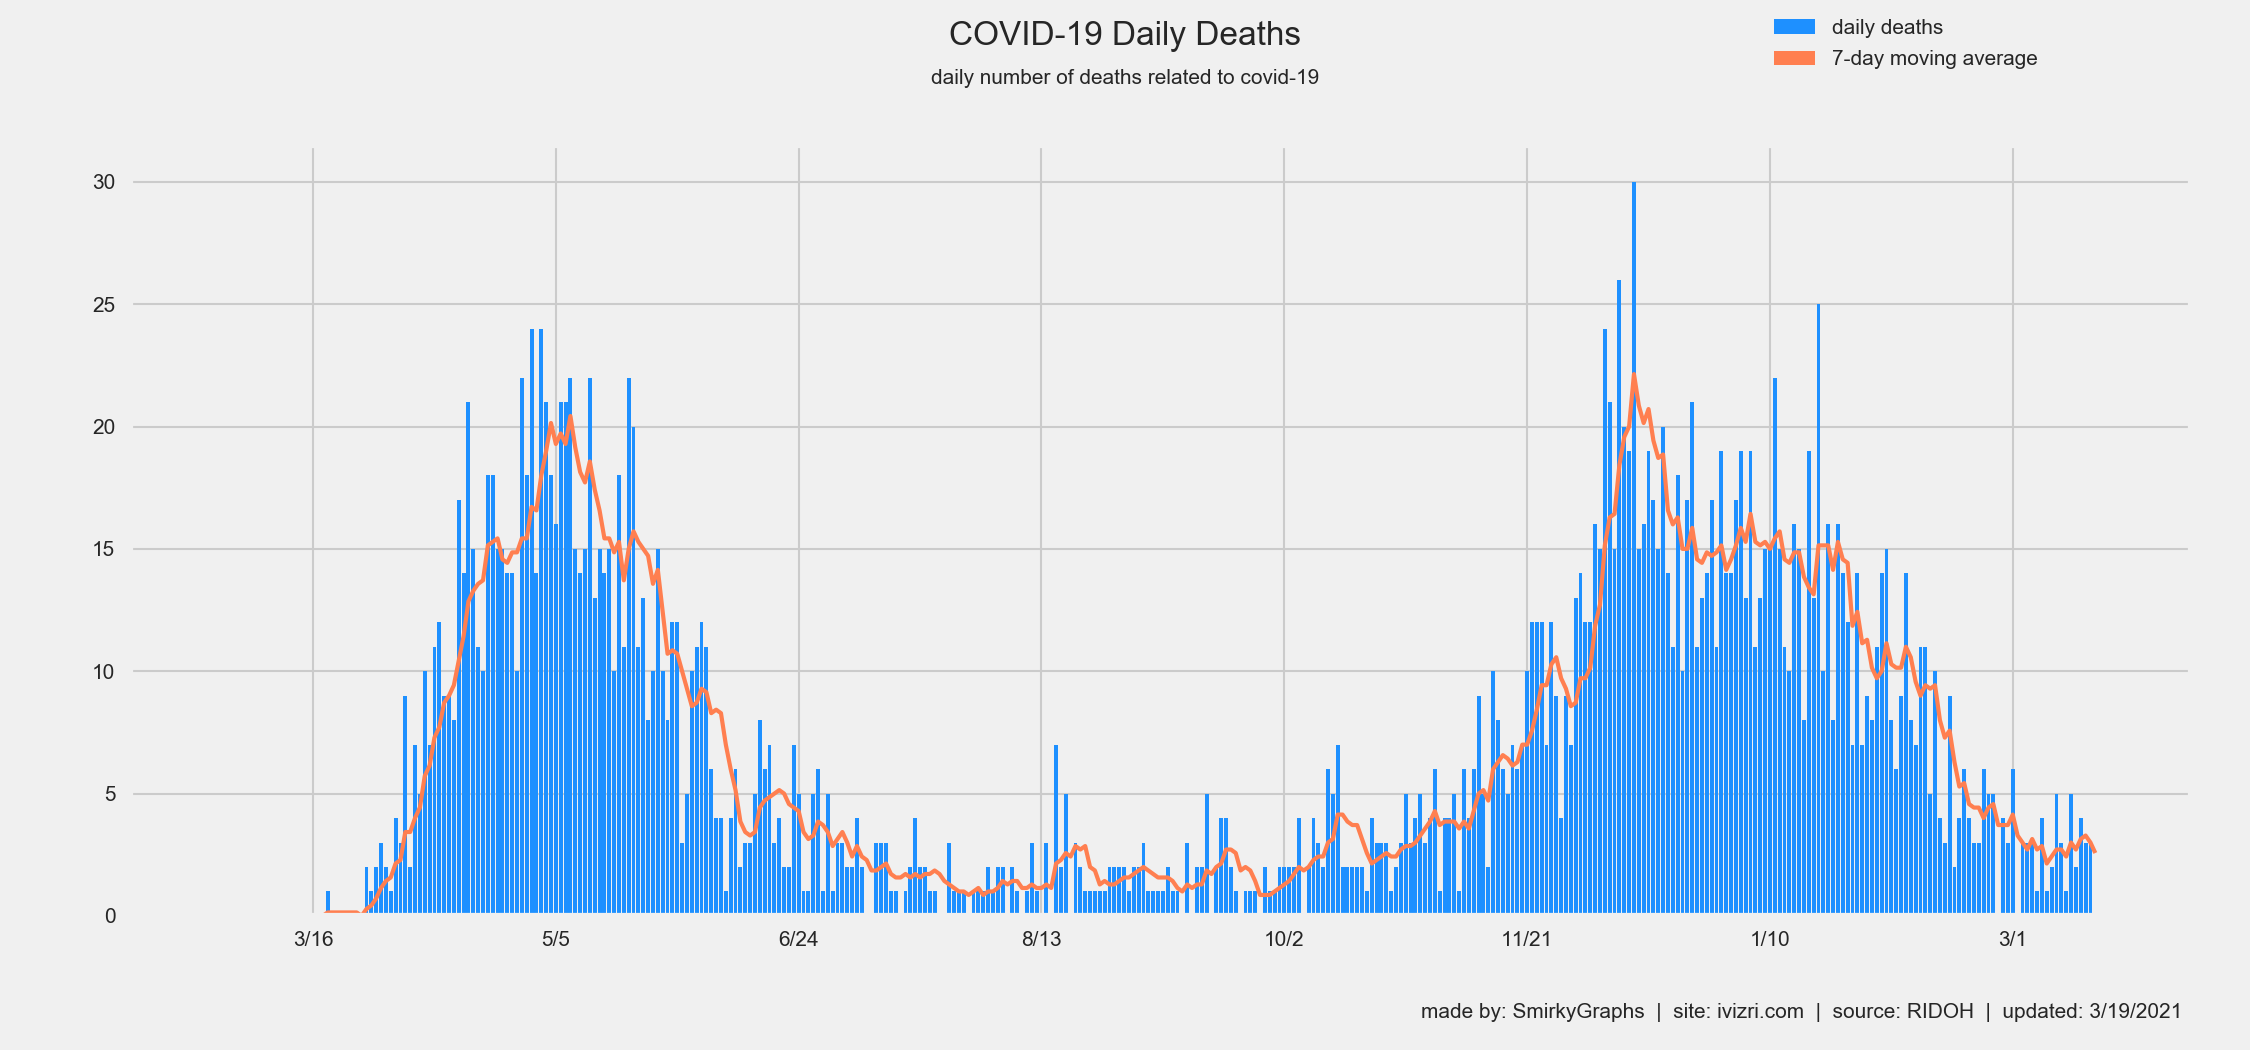 COVID-19 Daily Deaths
daily number of deaths related to covid-19
daily deaths
7-day moving average
30
25
20
15
10
5
0
3/16 5/5 6/24 8/13 10/2 11/21 1/10 3/1
made by: SmirkyGraphs | site: ivizri.com | source: RIDOH | updated: 3/19/2021